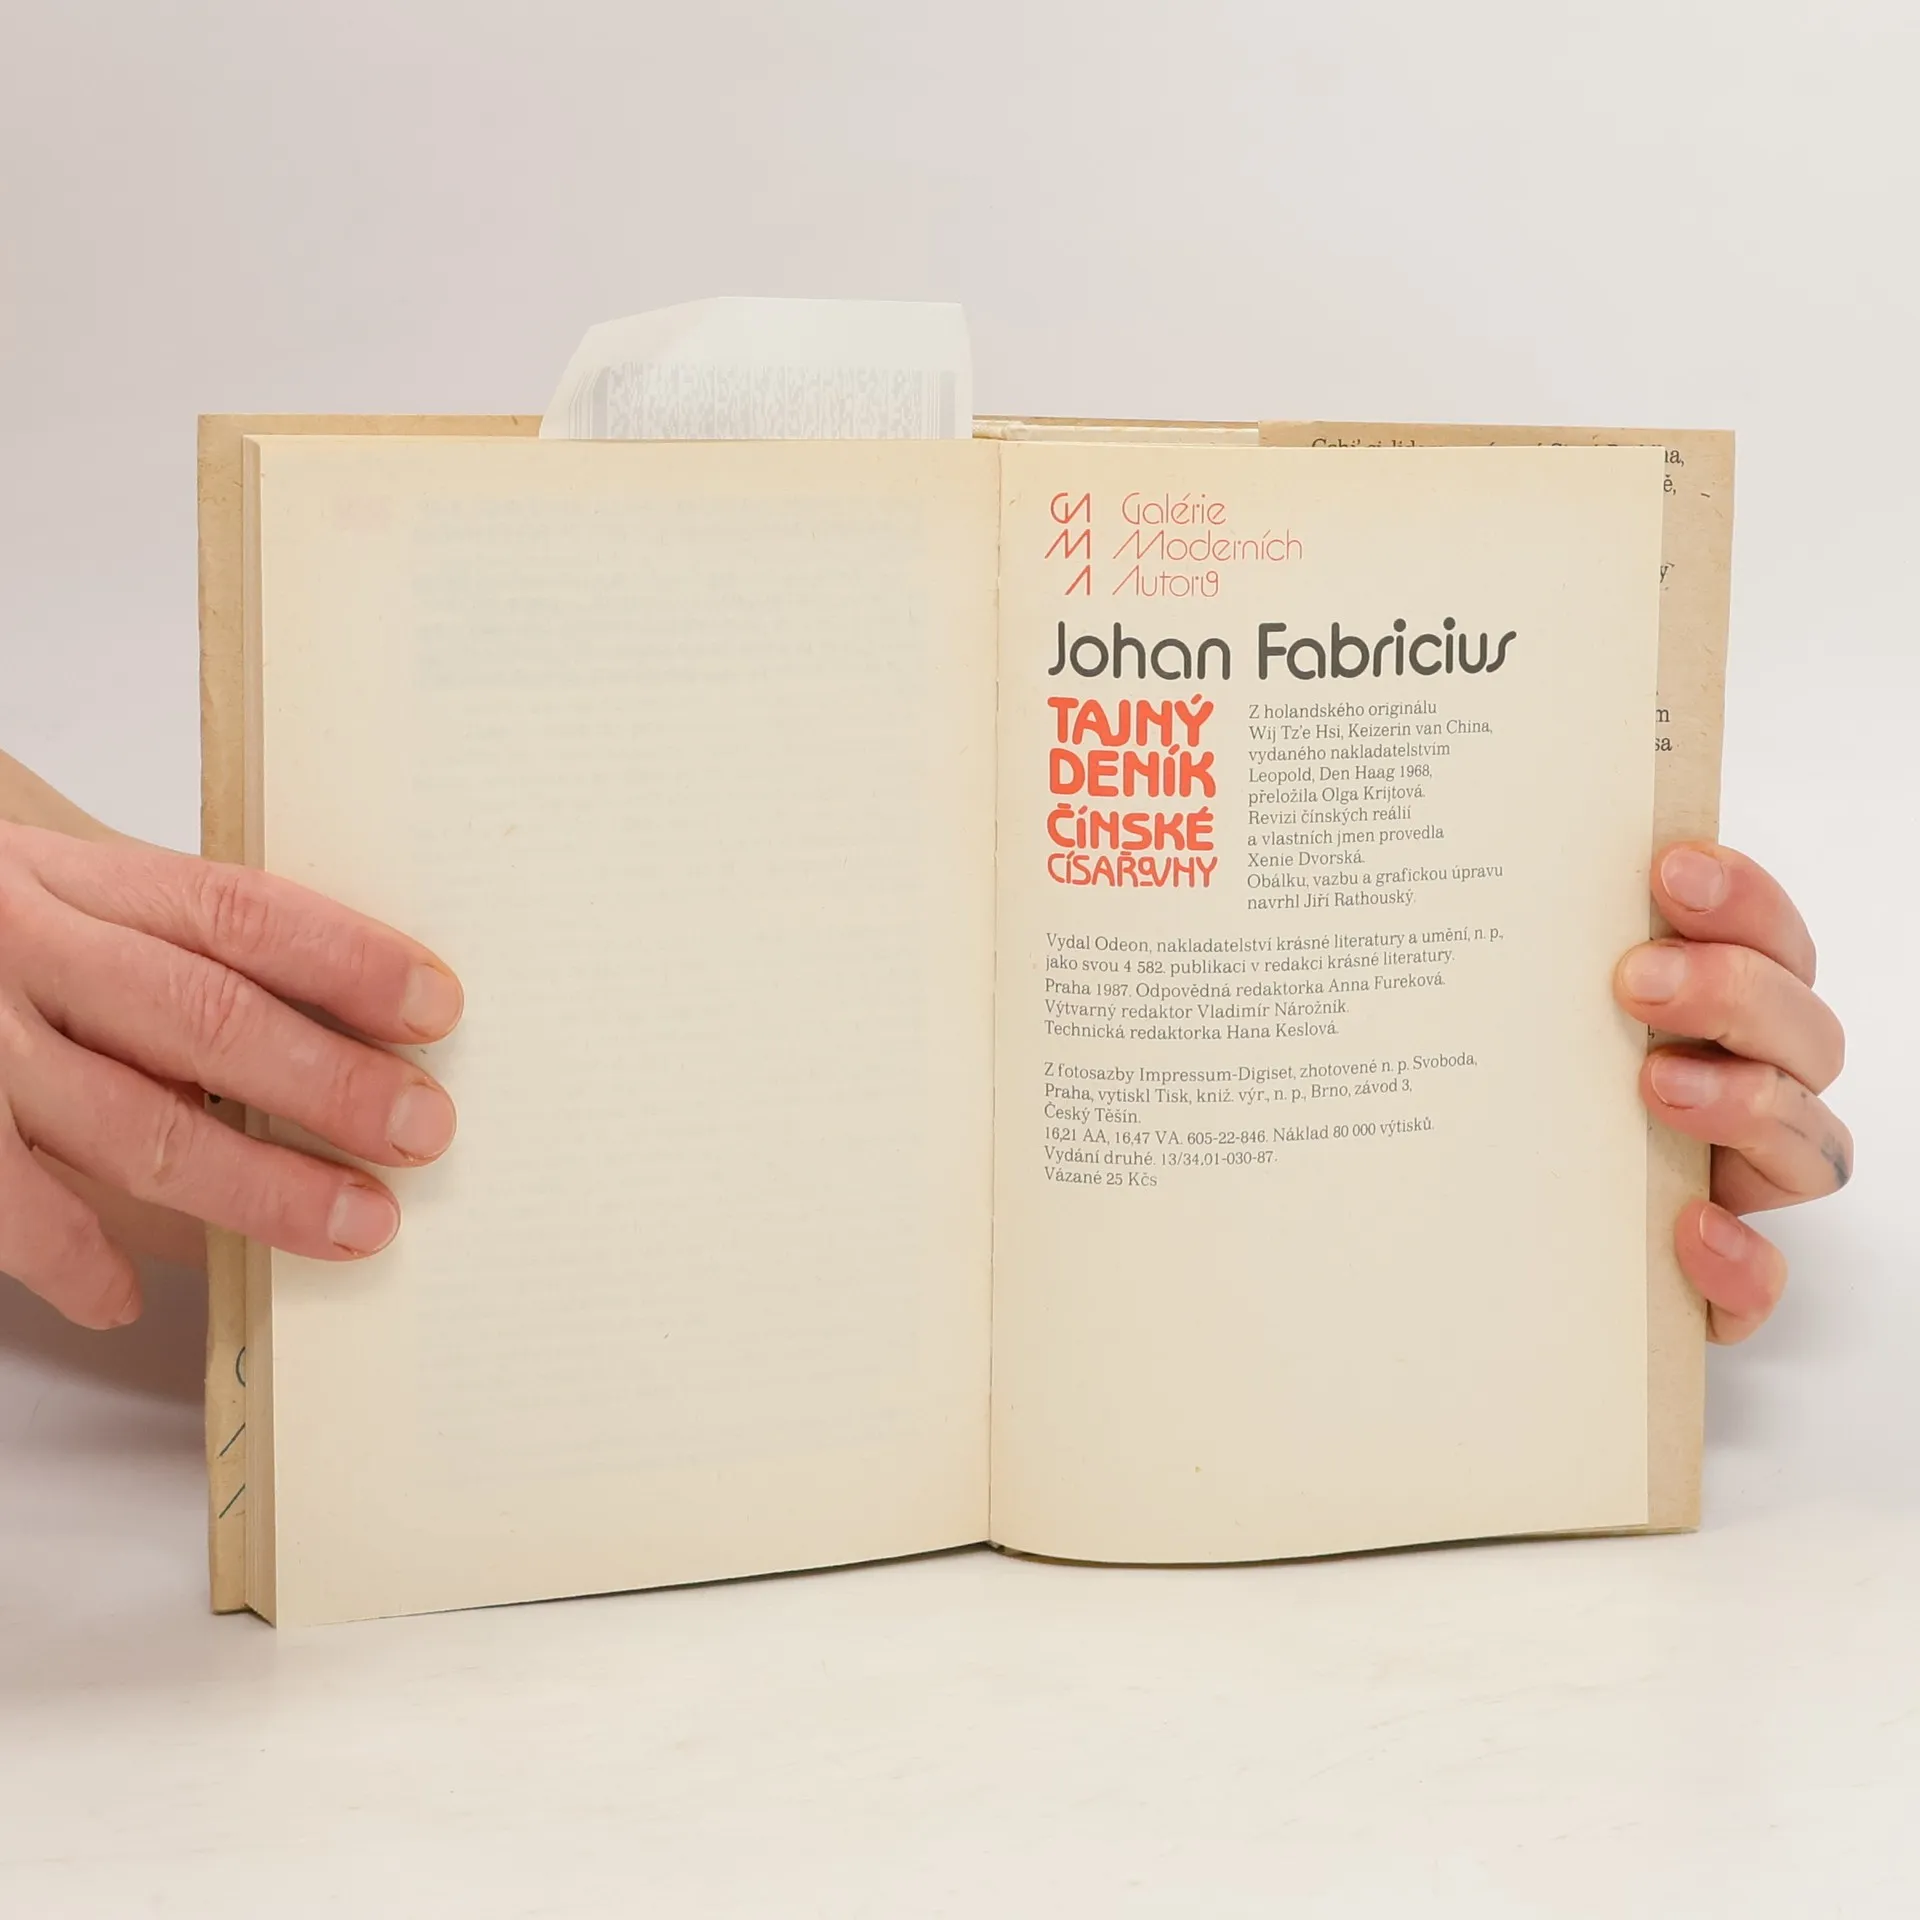 GA Galérie
M Moderních
A Autorů
Johan Fabricius
TAJNÝ
DENÍK
ČÍNSKÉ
CÍSAŘOVNY
Z holandského originálu
Wij Tz'e Hsi, Keizerin van China,
vydaného nakladatelstvím
Leopold, Den Haag 1968,
přeložila Olga Krijtová.
Revizi čínských reálií
a vlastních jmen provedla
Xenie Dvorská.
Obálku, vazbu a grafickou úpravu
navrhl Jiří Rathouský.
Vydal Odeon, nakladatelství krásné literatury a umění, n. p.,
jako svou 4 582. publikaci v redakci krásné literatury.
Praha 1987. Odpovědná redaktorka Anna Fureková.
Výtvarný redaktor Vladimír Nárožník.
Technická redaktorka Hana Keslová.
Z fotosazby Impressum-Digiset, zhotovené n. p. Svoboda,
Praha, vytiskl Tisk, kniž. výr., n. p., Brno, závod 3,
Český Těšín.
16,21 AA, 16,47 VA. 605-22-846. Náklad 80 000 výtisků.
Vydání druhé. 13/34,01-030-87.
Vázané 25 Kčs